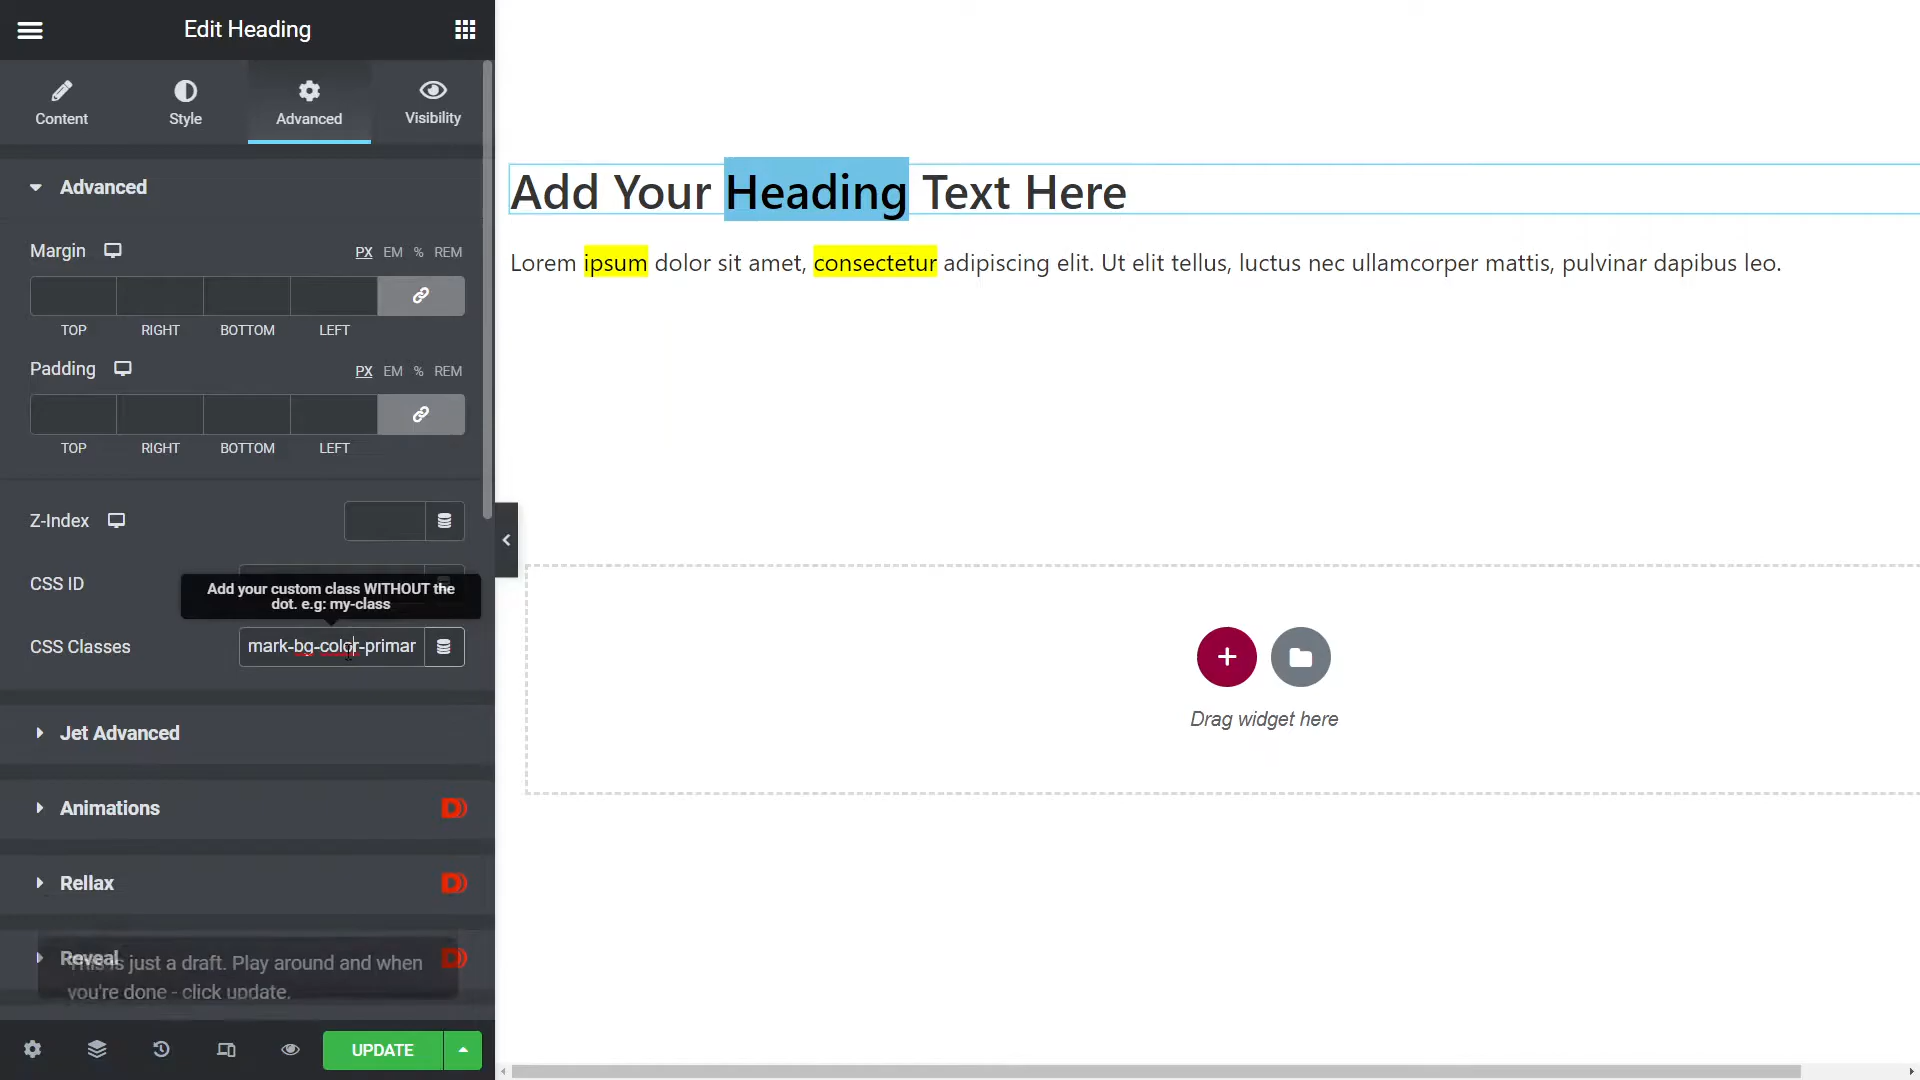 Edit Heading
Content
Style
Advanced
Visibility
Advanced
Margin
PX EM % REM
TOP RIGHT BOTTOM LEFT
Padding
PX EM % REM
TOP RIGHT BOTTOM LEFT
Z-Index
CSS ID
Add your custom class WITHOUT the
dot. e.g: my-class
CSS Classes
mark-bg-color-primar
Jet Advanced
Animations
Rellax
Reveal
This is just a draft. Play around and when
you're done - click update.
UPDATE
Add Your Heading Text Here
Lorem ipsum dolor sit amet, consectetur adipiscing elit. Ut elit tellus, luctus nec ullamcorper mattis, pulvinar dapibus leo.
Drag widget here